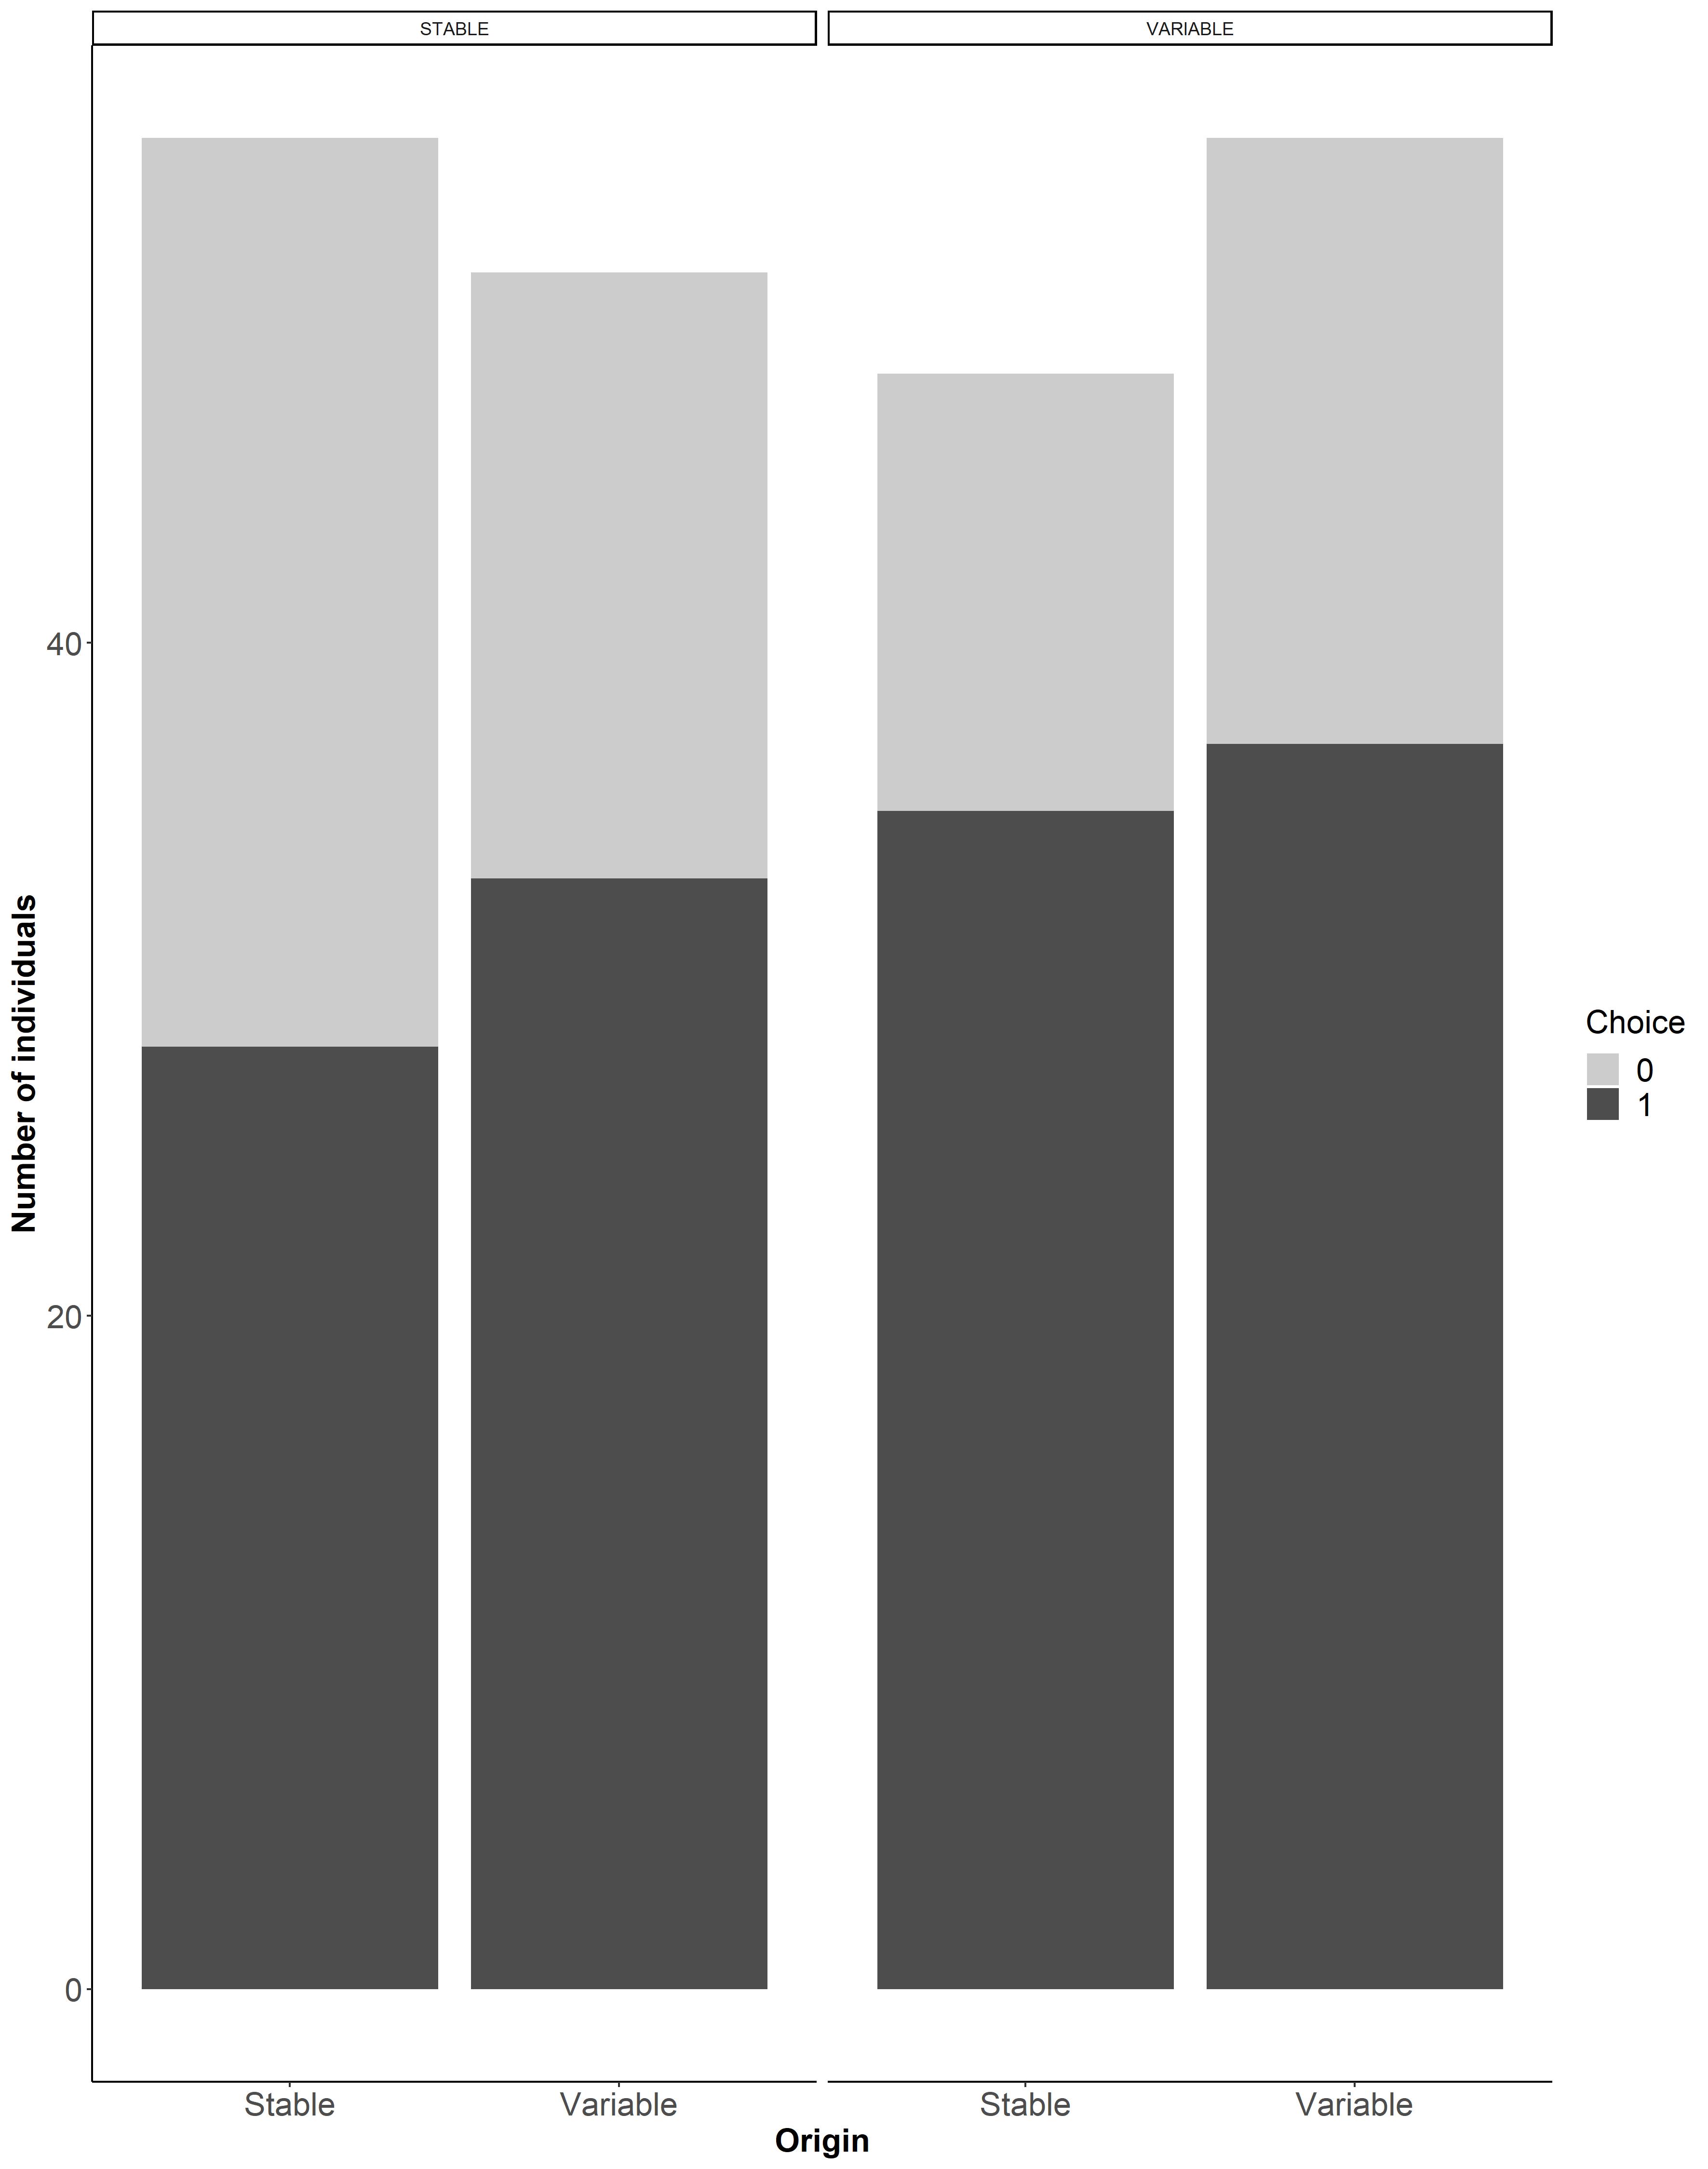 STABLE
VARIABLE
Number of individuals
40
20
0
Stable
Variable
Stable
Variable
Origin
Choice
0
1